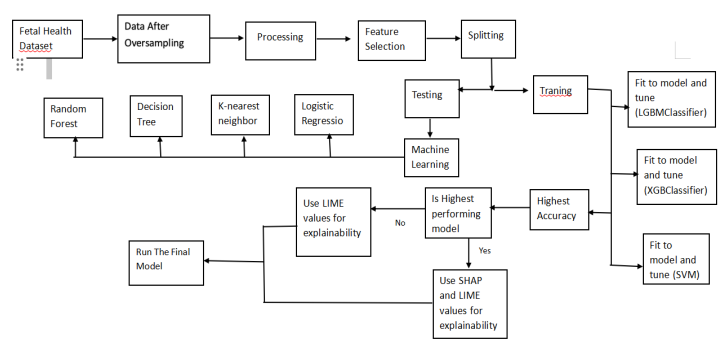 Fetal Health
Dataset
Data After
Oversampling
Processing
Feature
Selection
Splitting
Testing
Traning
Fit to model and
tune
(LGBMClassifier)
Random
Forest
Decision
Tree
K-nearest
neighbor
Logistic
Regressio
Machine
Learning
Fit to model
and tune
(XGBClassifier)
Use LIME
values for
explainability
No
Is Highest
performing
model
Highest
Accuracy
Yes
Run The Final
Model
Fit to
model and
tune (SVM)
Use SHAP
and LIME
values for
explainability